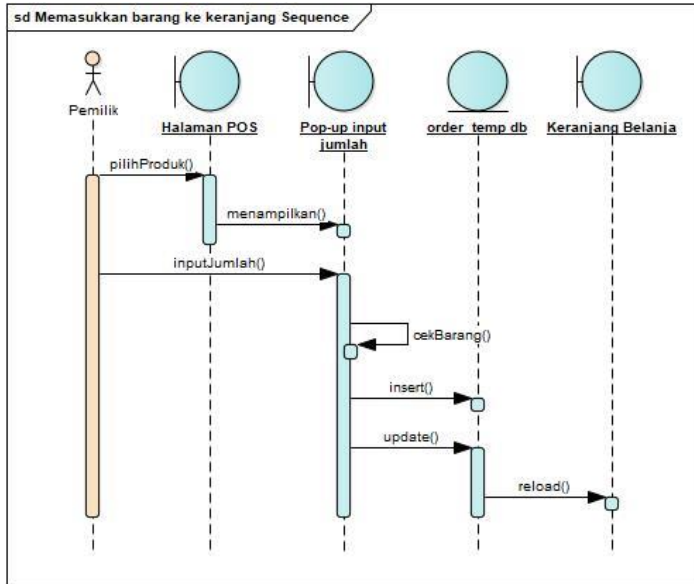 sd Memasukkan barang ke keranjang Sequence
Pemilik
Halaman POS
Pop-up input
jumlah
order_temp db
Keranjang Belanja
pilihProduk()
menampilkan()
inputJumlah()
cekBarang()
insert()
update()
reload()